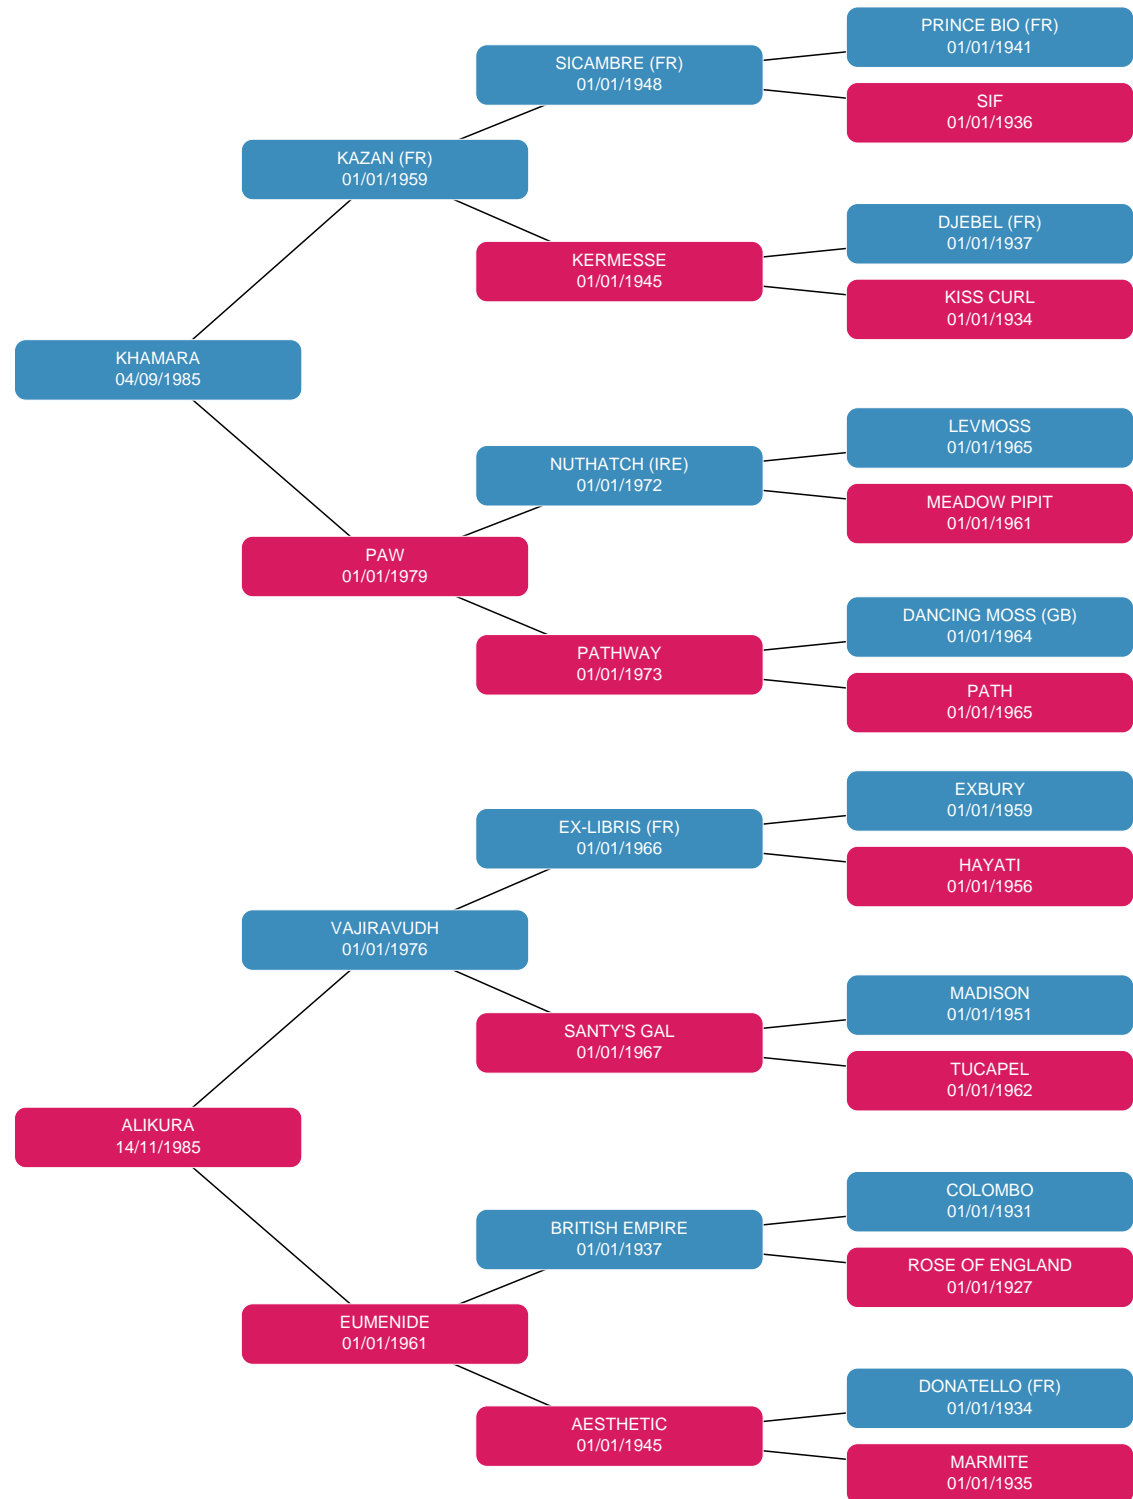 PRINCE BIO (FR)
01/01/1941
SICAMBRE (FR)
01/01/1948
SIF
01/01/1936
KAZAN (FR)
01/01/1959
DJEBEL (FR)
01/01/1937
KERMESSE
01/01/1945
KISS CURL
01/01/1934
KHAMARA
04/09/1985
LEVMOSS
01/01/1965
NUTHATCH (IRE)
01/01/1972
MEADOW PIPIT
01/01/1961
PAW
01/01/1979
DANCING MOSS (GB)
01/01/1964
PATHWAY
01/01/1973
PATH
01/01/1965
EXBURY
01/01/1959
EX-LIBRIS (FR)
01/01/1966
HAYATI
01/01/1956
VAJIRAVUDH
01/01/1976
MADISON
01/01/1951
SANTY'S GAL
01/01/1967
TUCAPEL
01/01/1962
ALIKURA
14/11/1985
COLOMBO
01/01/1931
BRITISH EMPIRE
01/01/1937
ROSE OF ENGLAND
01/01/1927
EUMENIDE
01/01/1961
DONATELLO (FR)
01/01/1934
AESTHETIC
01/01/1945
MARMITE
01/01/1935